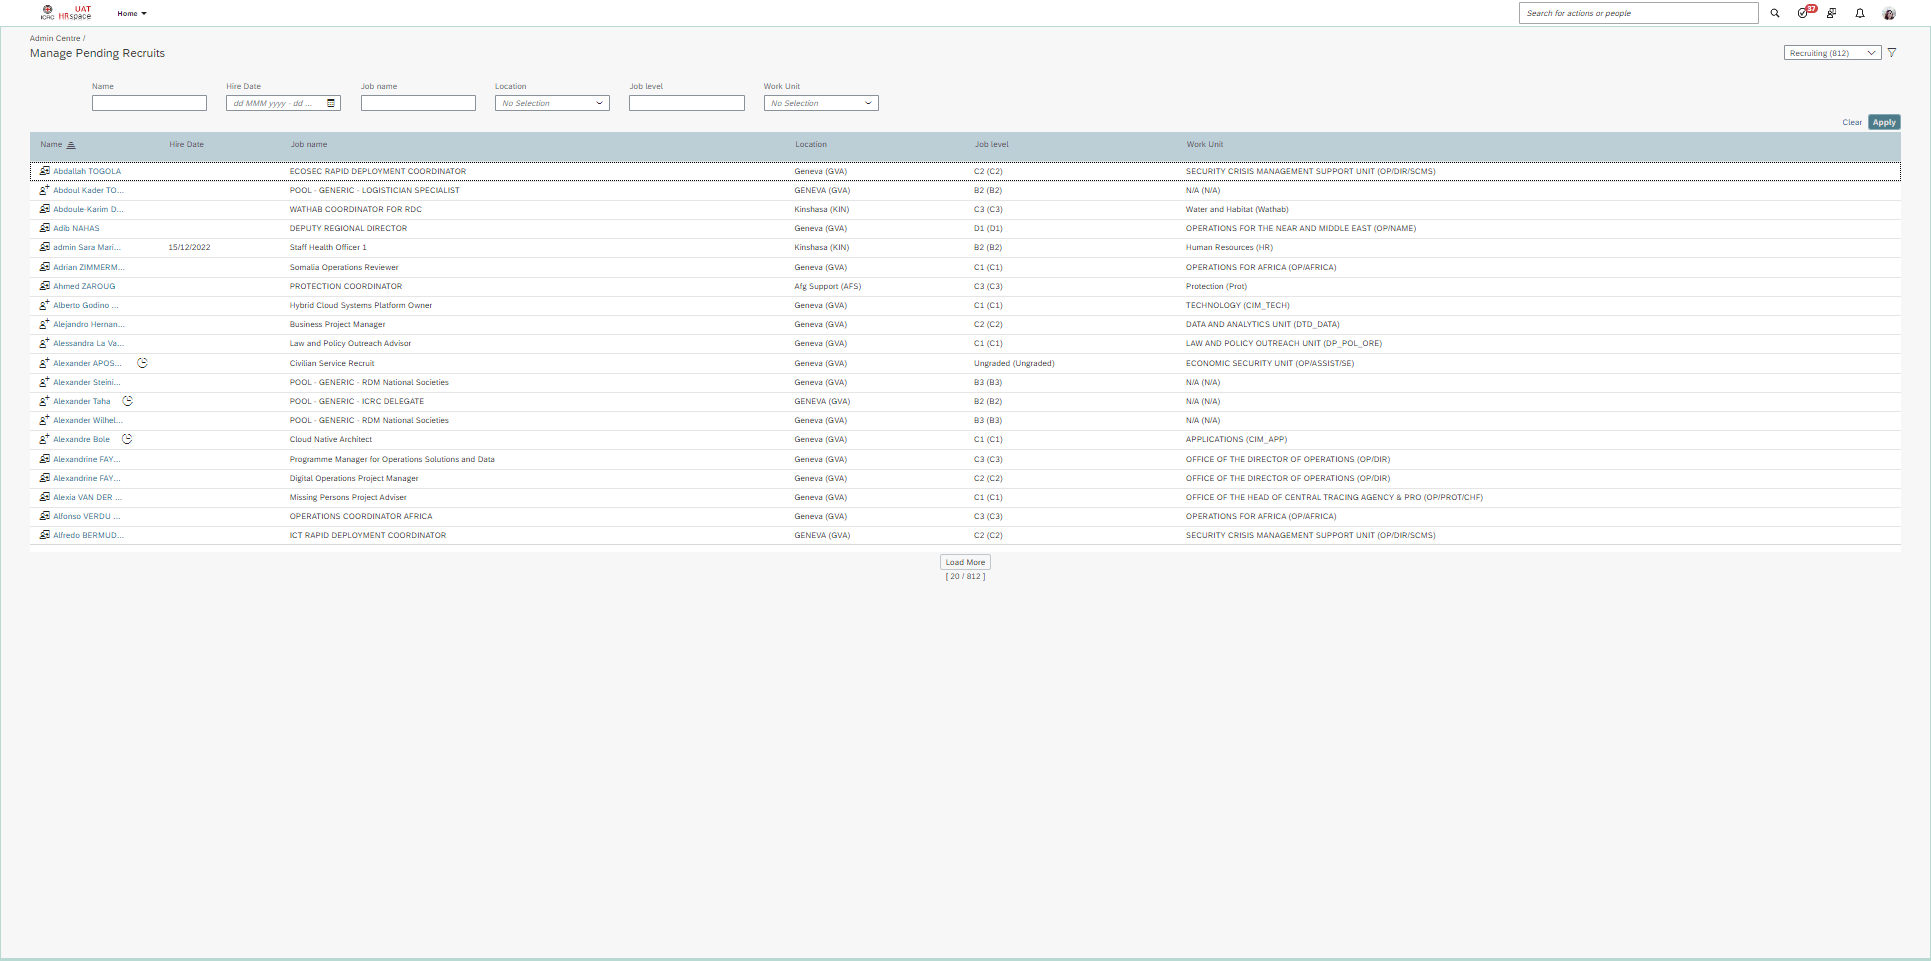 UAT
ICRC HRspace
Home
Search for actions or people
37
Admin Centre /
Manage Pending Recruits
Recruiting (812)
Name Hire Date Job name Location Job level Work Unit
dd MMM yyyy - dd ... No Selection No Selection
Clear Apply
Name Hire Date Job name Location Job level Work Unit
Abdallah TOGOLA ECOSEC RAPID DEPLOYMENT COORDINATOR Geneva (GVA) C2 (C2) SECURITY CRISIS MANAGEMENT SUPPORT UNIT (OP/DIR/SCMS)
Abdoul Kader TO... POOL - GENERIC - LOGISTICIAN SPECIALIST GENEVA (GVA) B2 (B2) N/A (N/A)
Abdoule-Karim D... WATHAB COORDINATOR FOR RDC Kinshasa (KIN) C3 (C3) Water and Habitat (Wathab)
Adib NAHAS DEPUTY REGIONAL DIRECTOR Geneva (GVA) D1 (D1) OPERATIONS FOR THE NEAR AND MIDDLE EAST (OP/NAME)
admin Sara Mari... 15/12/2022 Staff Health Officer 1 Kinshasa (KIN) B2 (B2) Human Resources (HR)
Adrian ZIMMERM... Somalia Operations Reviewer Geneva (GVA) C1 (C1) OPERATIONS FOR AFRICA (OP/AFRICA)
Ahmed ZAROUG PROTECTION COORDINATOR Afg Support (AFS) C3 (C3) Protection (Prot)
Alberto Godino ... Hybrid Cloud Systems Platform Owner Geneva (GVA) C1 (C1) TECHNOLOGY (CIM_TECH)
Alejandro Hernan... Business Project Manager Geneva (GVA) C2 (C2) DATA AND ANALYTICS UNIT (DTD_DATA)
Alessandra La Va... Law and Policy Outreach Advisor Geneva (GVA) C1 (C1) LAW AND POLICY OUTREACH UNIT (DP_POL_ORE)
Alexander APOS... Civilian Service Recruit Geneva (GVA) Ungraded (Ungraded) ECONOMIC SECURITY UNIT (OP/ASSIST/SE)
Alexander Steini... POOL - GENERIC - RDM National Societies Geneva (GVA) B3 (B3) N/A (N/A)
Alexander Taha POOL - GENERIC - ICRC DELEGATE GENEVA (GVA) B2 (B2) N/A (N/A)
Alexander Wilhel... POOL - GENERIC - RDM National Societies Geneva (GVA) B3 (B3) N/A (N/A)
Alexandre Bole Cloud Native Architect Geneva (GVA) C1 (C1) APPLICATIONS (CIM_APP)
Alexandrine FAY... Programme Manager for Operations Solutions and Data Geneva (GVA) C3 (C3) OFFICE OF THE DIRECTOR OF OPERATIONS (OP/DIR)
Alexandrine FAY... Digital Operations Project Manager Geneva (GVA) C2 (C2) OFFICE OF THE DIRECTOR OF OPERATIONS (OP/DIR)
Alexia VAN DER ... Missing Persons Project Adviser Geneva (GVA) C1 (C1) OFFICE OF THE HEAD OF CENTRAL TRACING AGENCY & PRO (OP/PROT/CHF)
Alfonso VERDU ... OPERATIONS COORDINATOR AFRICA Geneva (GVA) C3 (C3) OPERATIONS FOR AFRICA (OP/AFRICA)
Alfredo BERMUD... ICT RAPID DEPLOYMENT COORDINATOR GENEVA (GVA) C2 (C2) SECURITY CRISIS MANAGEMENT SUPPORT UNIT (OP/DIR/SCMS)
Load More
[ 20 / 812 ]